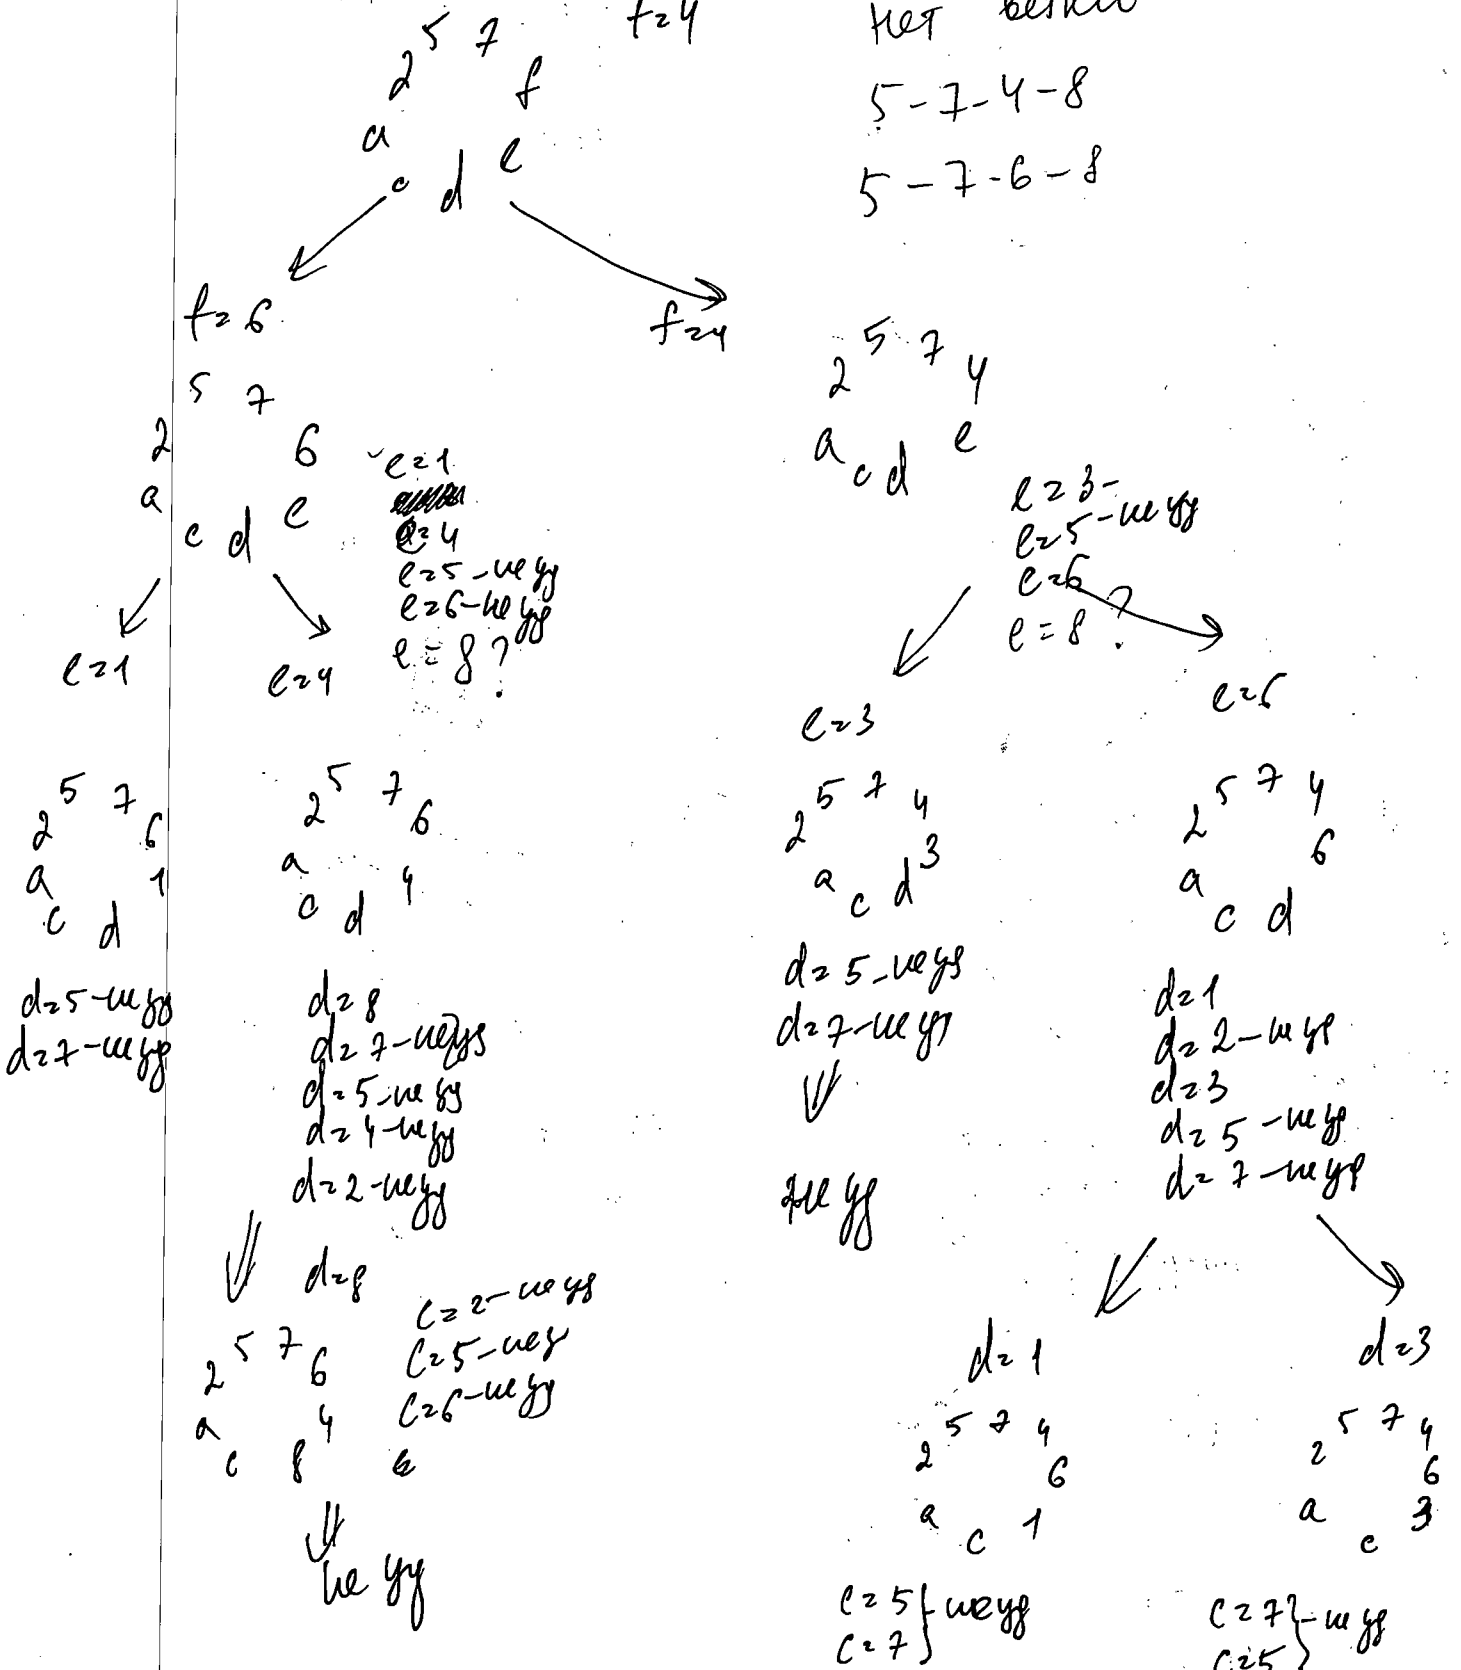 f=4
нет ветки
5 7
2 f
a e
c d
5-7-4-8
5-7-6-8
f=6
f=4
5 7
2 6
a e
c d
e=1
e=4
e=5-не уд
e=6-не уд
e=8?
5 7
2 4
a e
c d
e=3-
e=5-не уд
e=6
e=8?
e=1
e=4
e=3
e=6
5 7
2 6
a 1
c d
d=5-не уд
d=7-не уд
5 7
2 6
a 4
c d
d=8
d=7-не уд
d=5-не уд
d=4-не уд
d=2-не уд
5 7
2 4
a 3
c d
d=5-не уд
d=7-не уд
не уд
5 7
2 4
a 6
c d
d=1
d=2-не уд
d=3
d=5-не уд
d=7-не уд
d=8
5 7
2 6
a 4
c 8
c=2-не уд
c=5-не уд
c=6-не уд
не уд
d=1
5 7
2 4
6
a 1
c
c=5
c=7
-не уд
d=3
5 7
2 4
6
a 3
c
c=7
c=5
-не уд